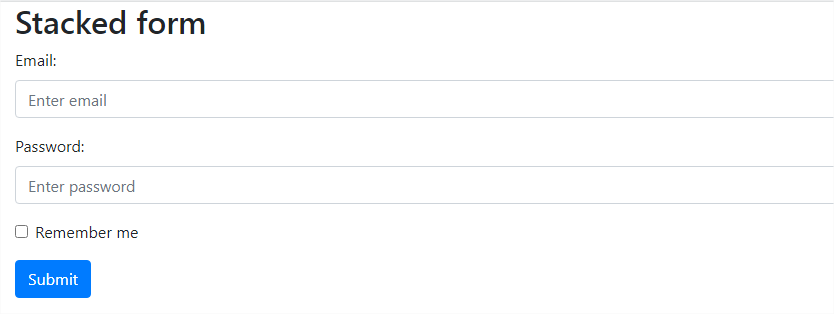 Stacked form
Email:
Enter email
Password:
Enter password
Remember me
Submit